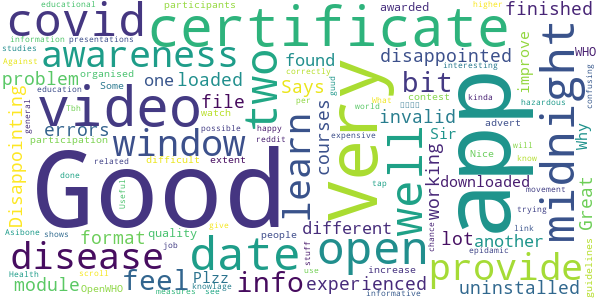 educational participants awarded higher
covid certificate finished
information presentations
studies organised
Against
awareness disappointed midnight WHO
problem one loaded two found bit improve
Some Says
education file
general video very app
Disappointing errors Tbh watch courses invalid contest interesting
correctly guug per world What kinda confusing
participation possible happy reddit expensive advert hazardous
window learn well Sir Why
related difficult extent Nice will know
Good working Great
done Useful tap downloaded movement
format date different lot another trying
Asibone shows quality people open chance link
disease job epidemic
Health scroll feel Plzz stuff increase provide guidelines
module OpenWHO knowlage give info experienced uninstalled
measures see use informative